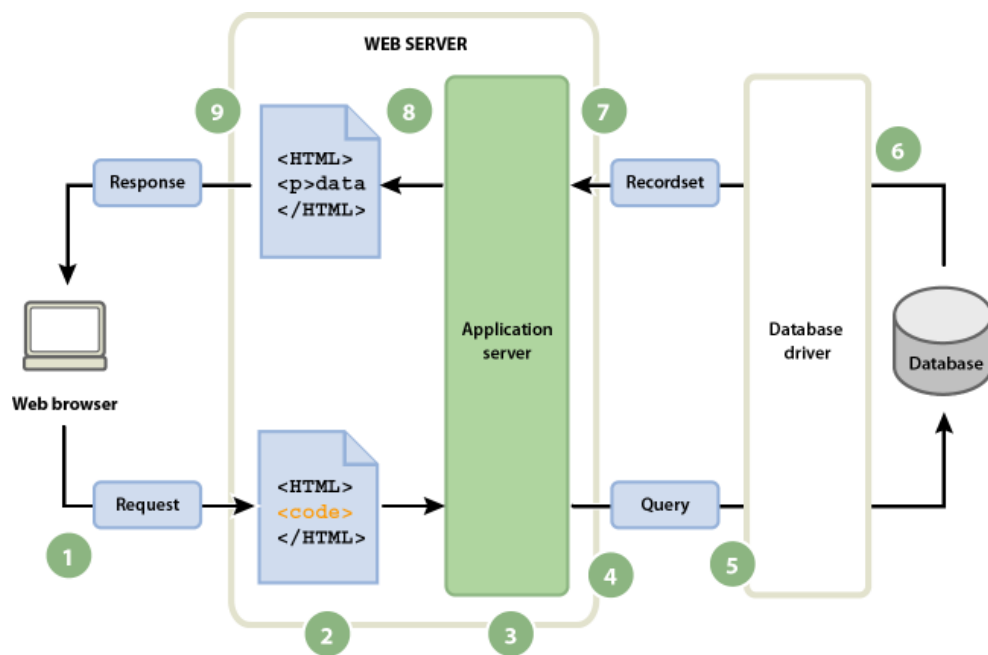 WEB SERVER
9
8
7
6
<HTML>
<p>data
</HTML>
Response
Recordset
Application
server
Database
driver
Database
Web browser
<HTML>
<code>
</HTML>
Request
Query
1
2
3
4
5